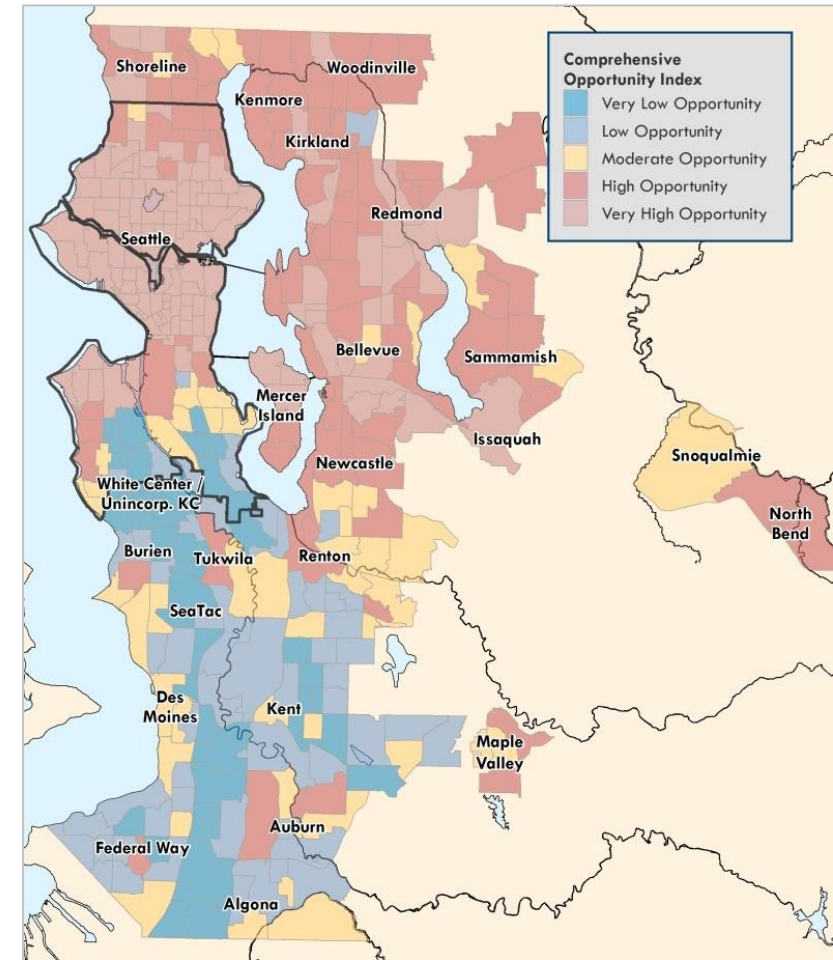 Comprehensive
Opportunity Index
Very Low Opportunity
Low Opportunity
Moderate Opportunity
High Opportunity
Very High Opportunity
Shoreline
Woodinville
Kenmore
Kirkland
Redmond
Seattle
Bellevue
Sammamish
Mercer
Island
Issaquah
Newcastle
Snoqualmie
White Center /
Unincorp. KC
North
Bend
Burien
Tukwila
Renton
SeaTac
Des
Moines
Kent
Maple
Valley
Auburn
Federal Way
Algona